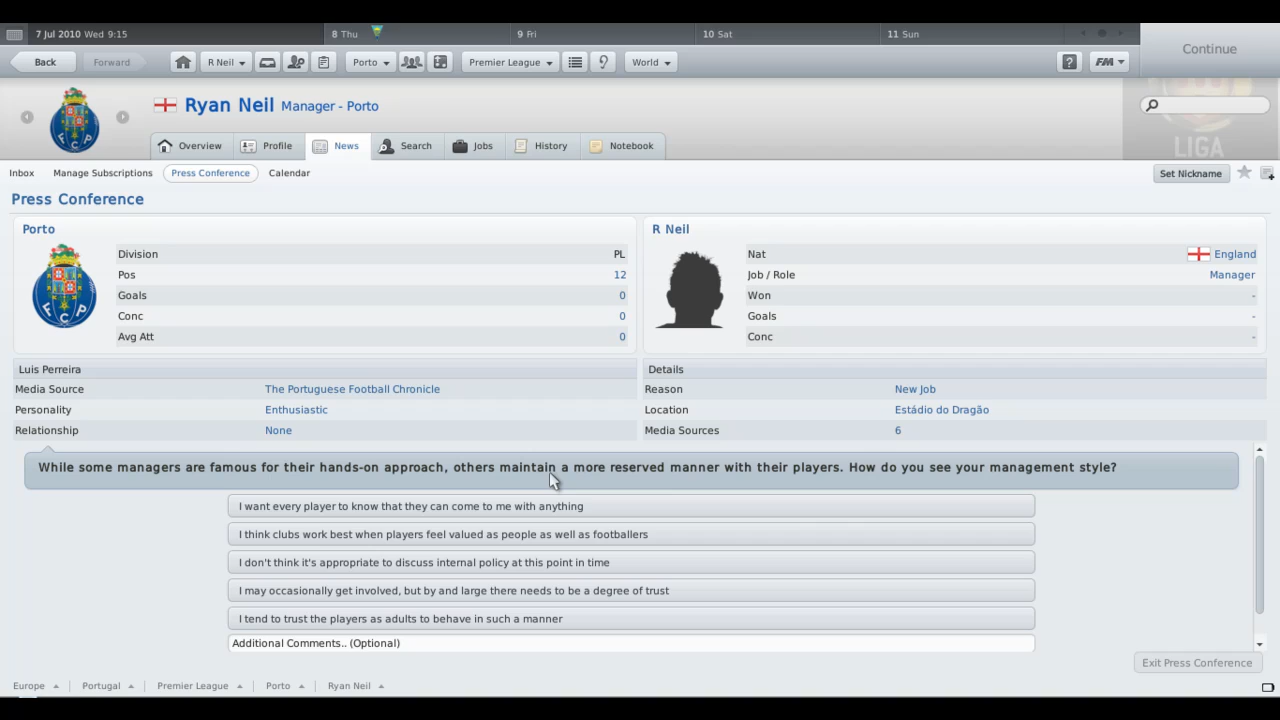 7 Jul 2010 Wed 9:15
8 Thu
9 Fri
10 Sat
11 Sun
Continue
Back
Forward
R Neil
Porto
Premier League
World
?
FM
Ryan Neil Manager - Porto
LIGA
FCP
Overview
Profile
News
Search
Jobs
History
Notebook
Inbox
Manage Subscriptions
Press Conference
Calendar
Set Nickname
Press Conference
Porto
FCP
Division PL
Pos 12
Goals 0
Conc 0
Avg Att 0
R Neil
Nat England
Job / Role Manager
Won -
Goals -
Conc -
Luis Perreira
Media Source The Portuguese Football Chronicle
Personality Enthusiastic
Relationship None
Details
Reason New Job
Location Estádio do Dragão
Media Sources 6
While some managers are famous for their hands-on approach, others maintain a more reserved manner with their players. How do you see your management style?
I want every player to know that they can come to me with anything
I think clubs work best when players feel valued as people as well as footballers
I don't think it's appropriate to discuss internal policy at this point in time
I may occasionally get involved, but by and large there needs to be a degree of trust
I tend to trust the players as adults to behave in such a manner
Additional Comments.. (Optional)
Exit Press Conference
Europe
Portugal
Premier League
Porto
Ryan Neil